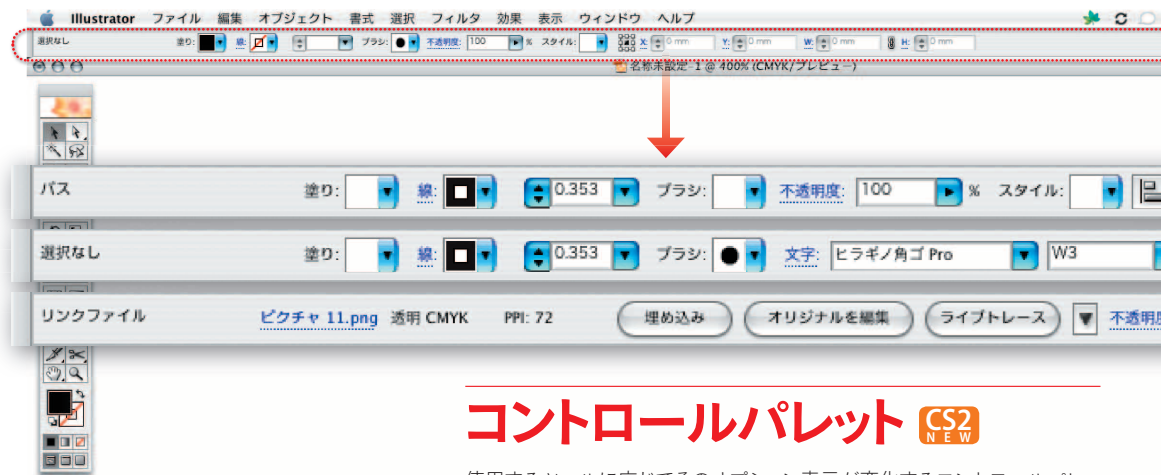 Illustrator ファイル 編集 オブジェクト 書式 選択 フィルタ 効果 表示 ウィンドウ ヘルプ
選択なし 塗り: 線: ブラシ: 不透明度: 100 % スタイル: X: 0 mm Y: 0 mm W: 0 mm H: 0 mm
名称未設定-1 @ 400% (CMYK/プレビュー)
パス 塗り: 線: 0.353 ブラシ: 不透明度: 100 % スタイル:
選択なし 塗り: 線: 0.353 ブラシ: 文字: ヒラギノ角ゴ Pro W3
リンクファイル ピクチャ 11.png 透明 CMYK PPI: 72 埋め込み オリジナルを編集 ライブトレース 不透明度
コントロールパレット CS2 NEW